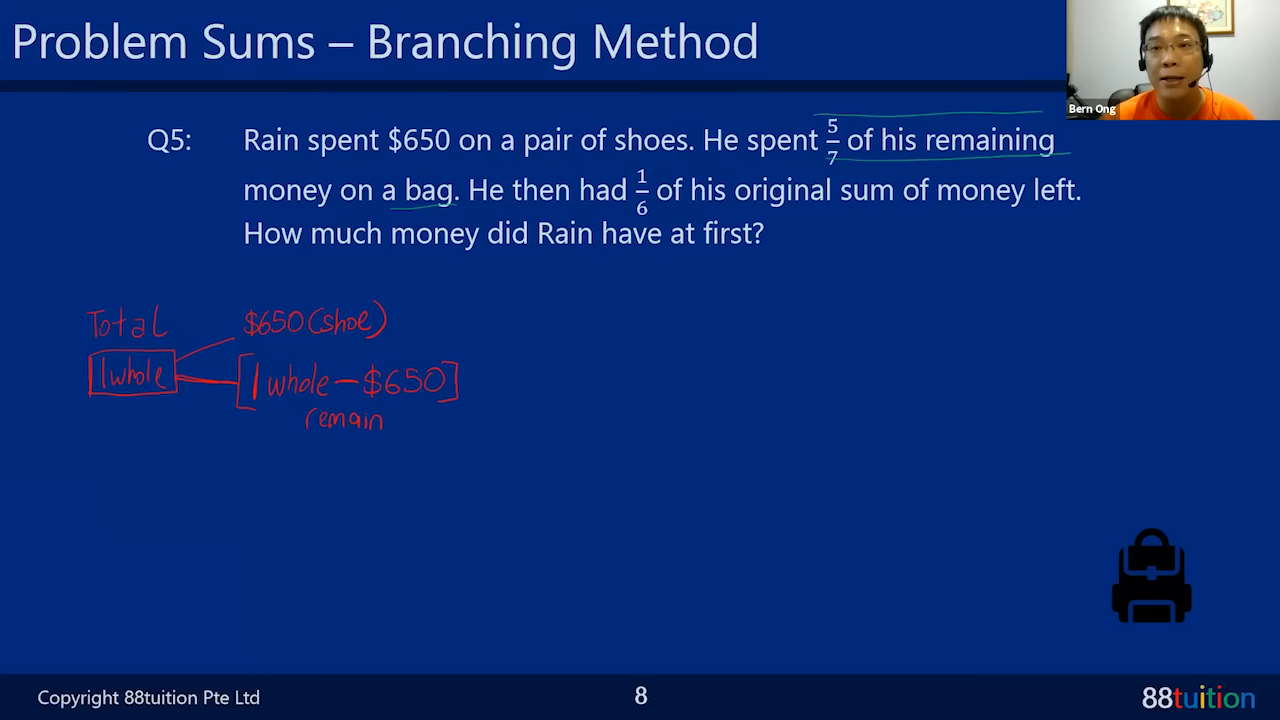 Problem Sums – Branching Method
Bern Ong
Q5: Rain spent $650 on a pair of shoes. He spent 5/7 of his remaining
money on a bag. He then had 1/6 of his original sum of money left.
How much money did Rain have at first?
Total $650(shoe)
1whole [1 whole – $650]
remain
Copyright 88tuition Pte Ltd 8 88tuition